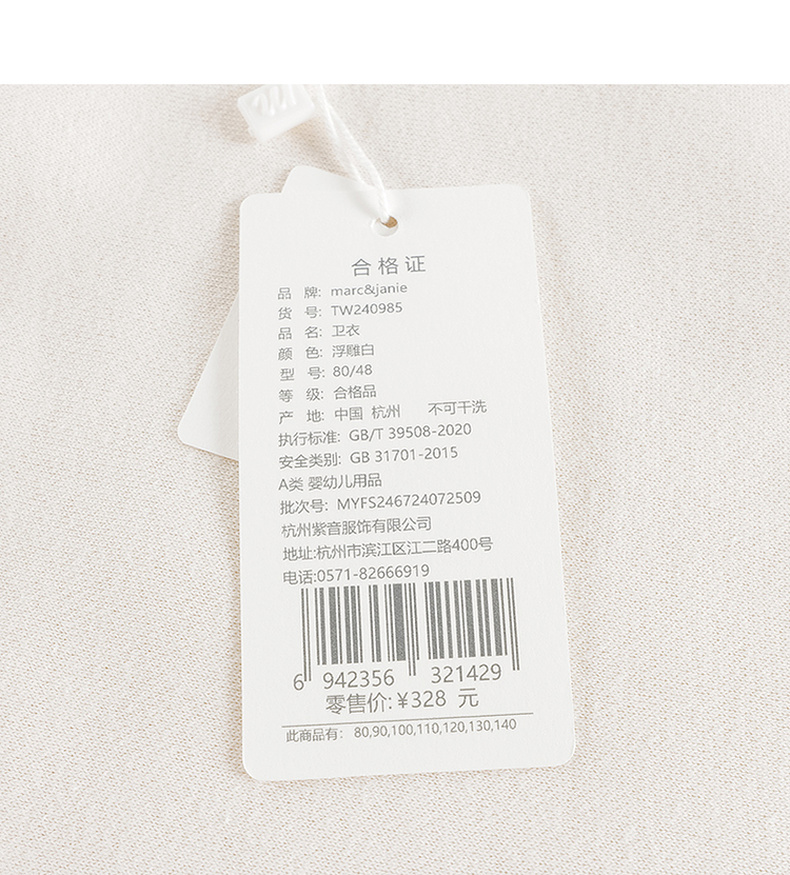 合格证
品 牌: marc&janie
货 号: TW240985
品 名: 卫衣
颜 色: 浮雕白
型 号: 80/48
等 级: 合格品
产 地: 中国 杭州 不可干洗
执行标准: GB/T 39508-2020
安全类别: GB 31701-2015
A类 婴幼儿用品
批次号: MYFS246724072509
杭州紫音服饰有限公司
地址:杭州市滨江区江二路400号
电话:0571-82666919
6 942356 321429
零售价:¥328 元
此商品有: 80,90,100,110,120,130,140